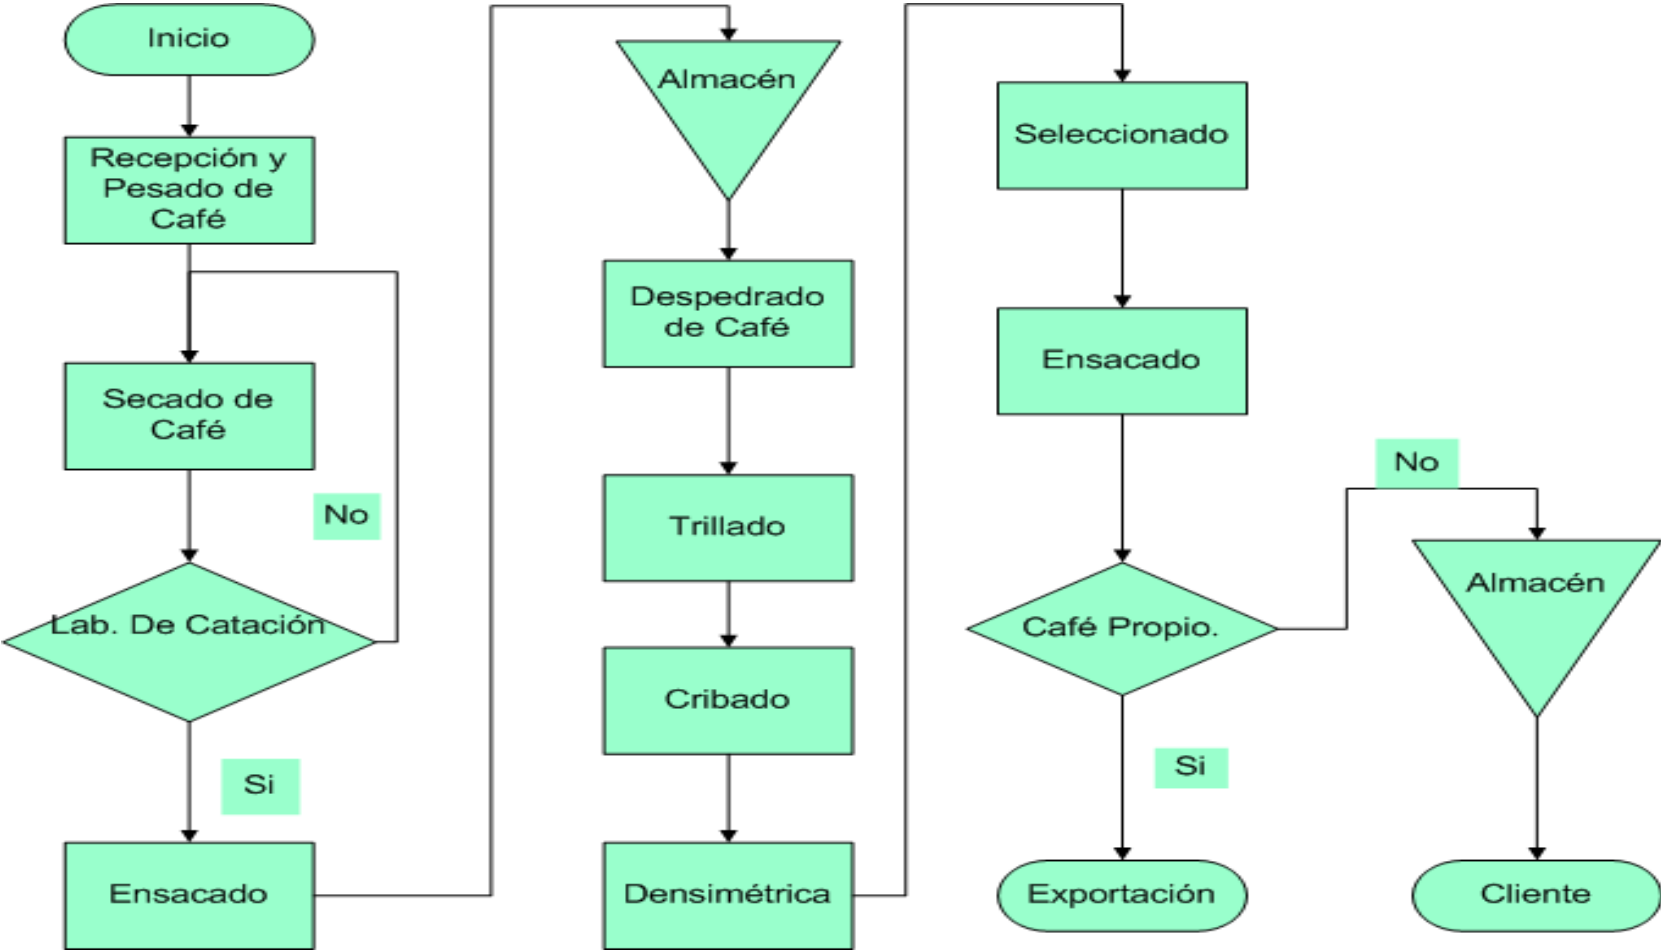 Inicio
Recepción y
Pesado de
Café
Secado de
Café
No
Lab. De Catación
Si
Ensacado
Almacén
Despedrado
de Café
Trillado
Cribado
Densimétrica
Seleccionado
Ensacado
Café Propio.
No
Si
Exportación
Almacén
Cliente